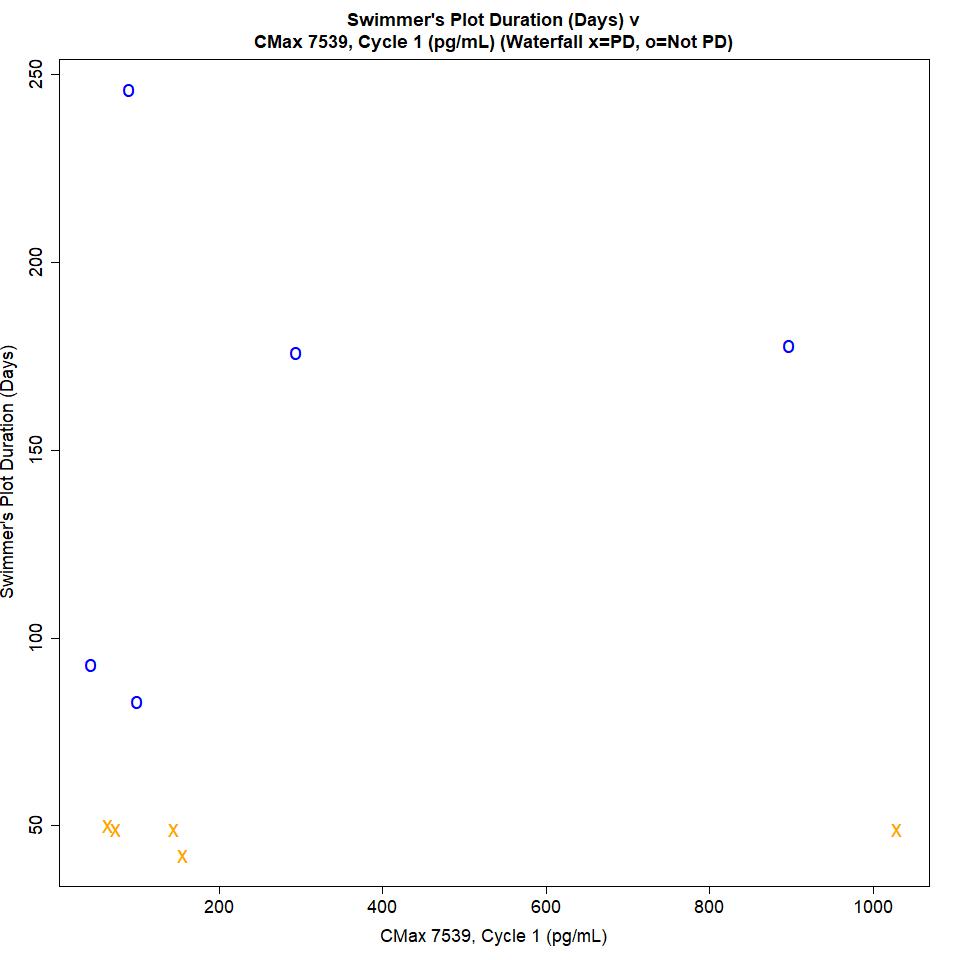 Swimmer's Plot Duration (Days) v
CMax 7539, Cycle 1 (pg/mL) (Waterfall x=PD, o=Not PD)
250
200
150
100
50
Swimmer's Plot Duration (Days)
O
O
O
O
O
X
X
X
X
X
200
400
600
800
1000
CMax 7539, Cycle 1 (pg/mL)